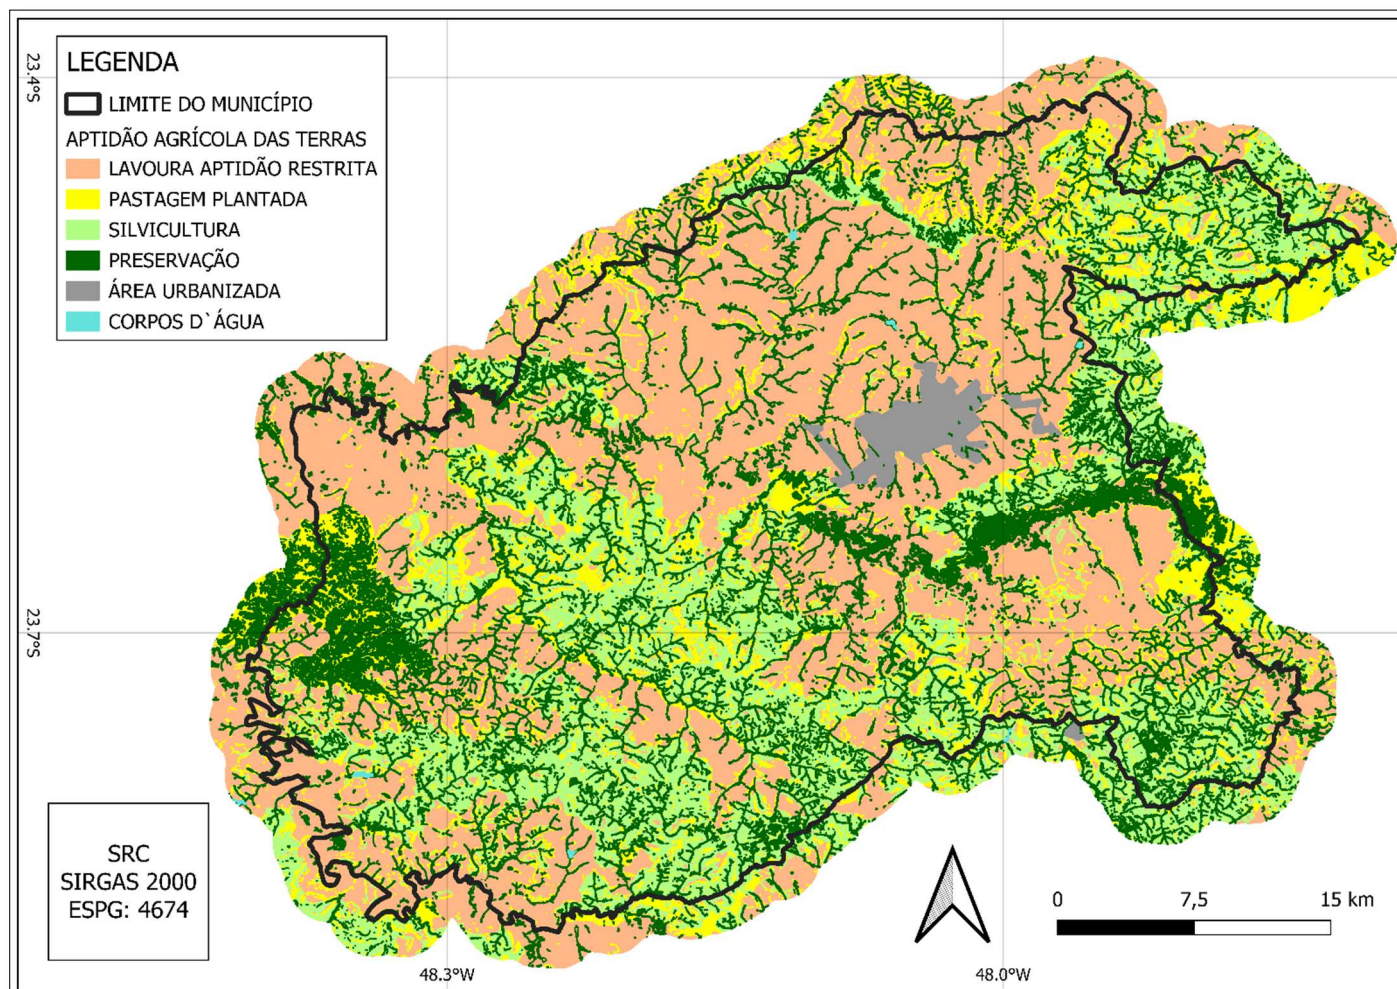 LEGENDA
LIMITE DO MUNICÍPIO
APTIDÃO AGRÍCOLA DAS TERRAS
LAVOURA APTIDÃO RESTRITA
PASTAGEM PLANTADA
SILVICULTURA
PRESERVAÇÃO
ÁREA URBANIZADA
CORPOS D`ÁGUA
23.4°S
23.7°S
SRC
SIRGAS 2000
ESPG: 4674
0 7,5 15 km
48.3°W 48.0°W